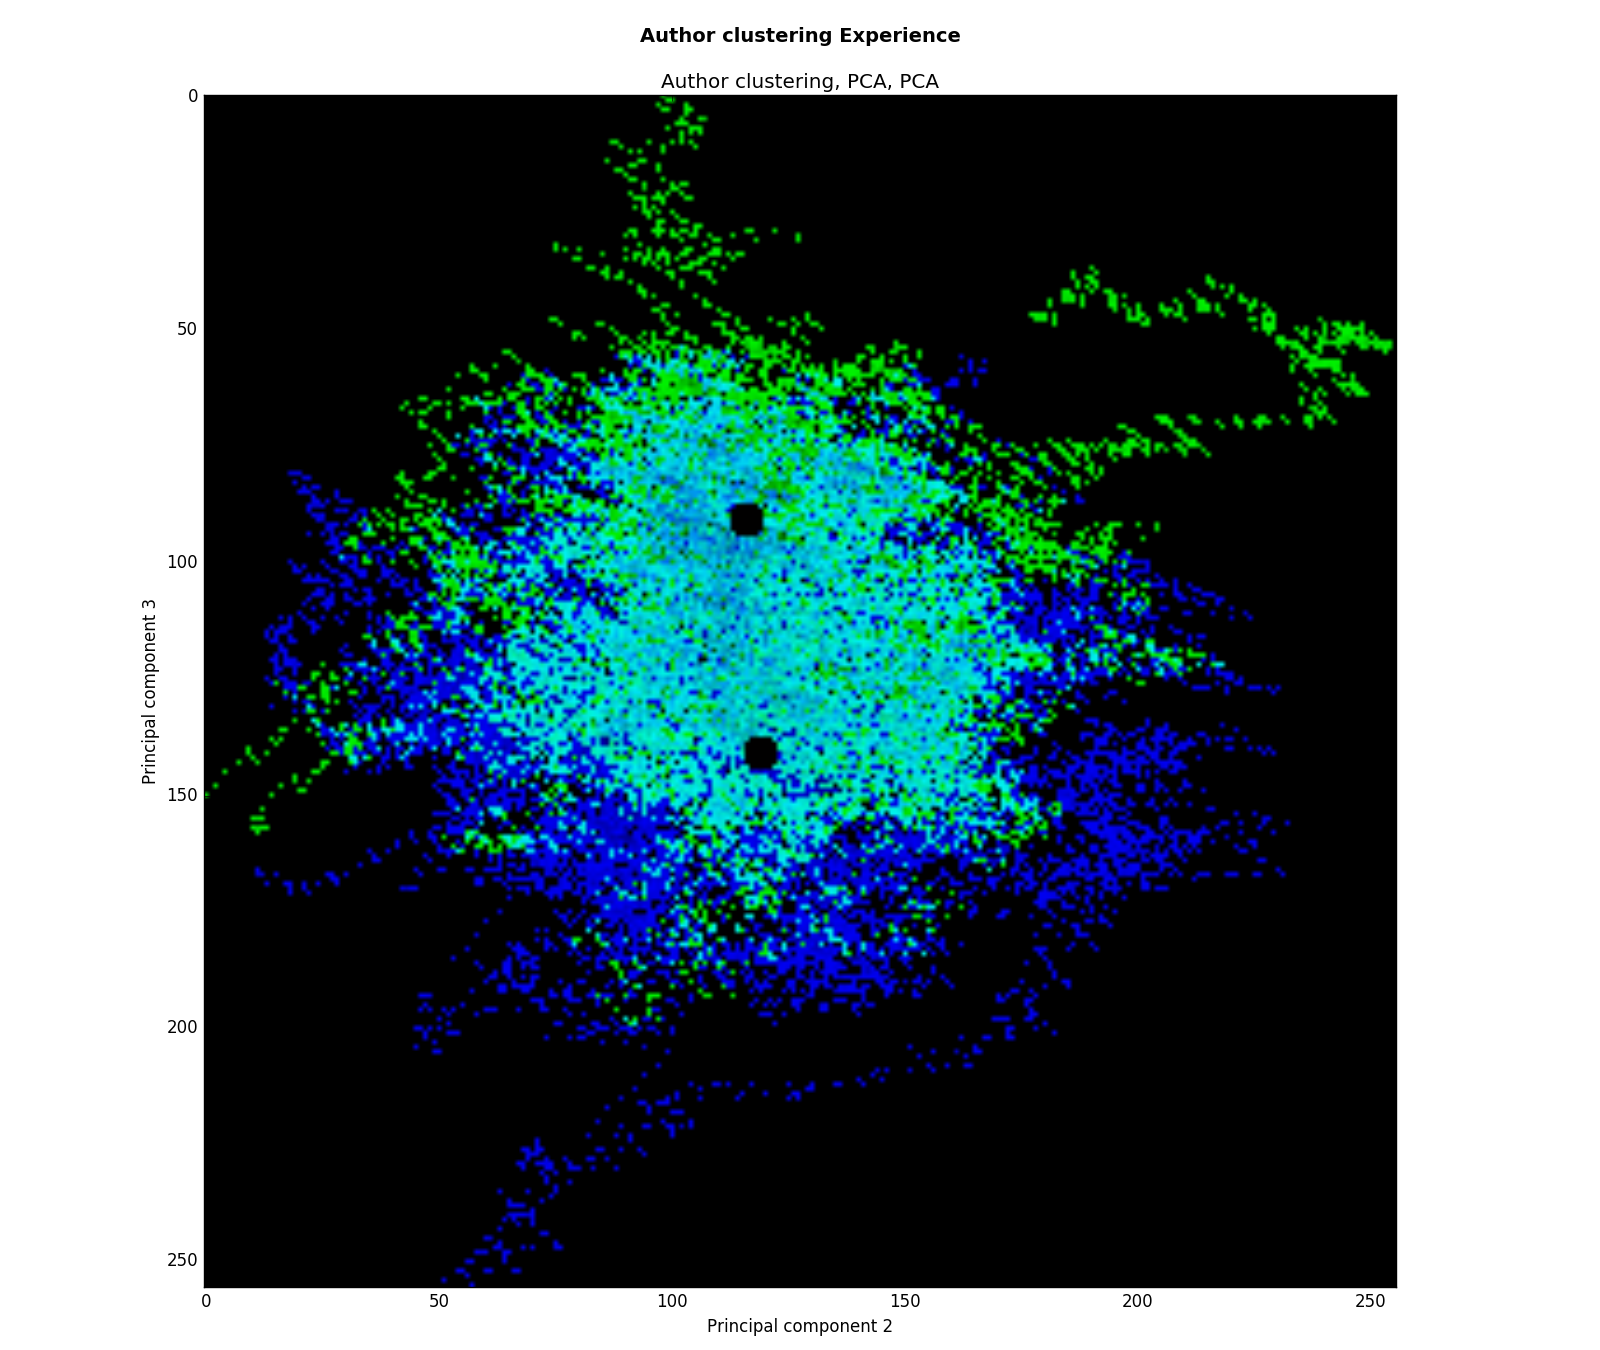 Author clustering Experience
Author clustering, PCA, PCA
0
50
100
150
200
250
Principal component 3
0 50 100 150 200 250
Principal component 2